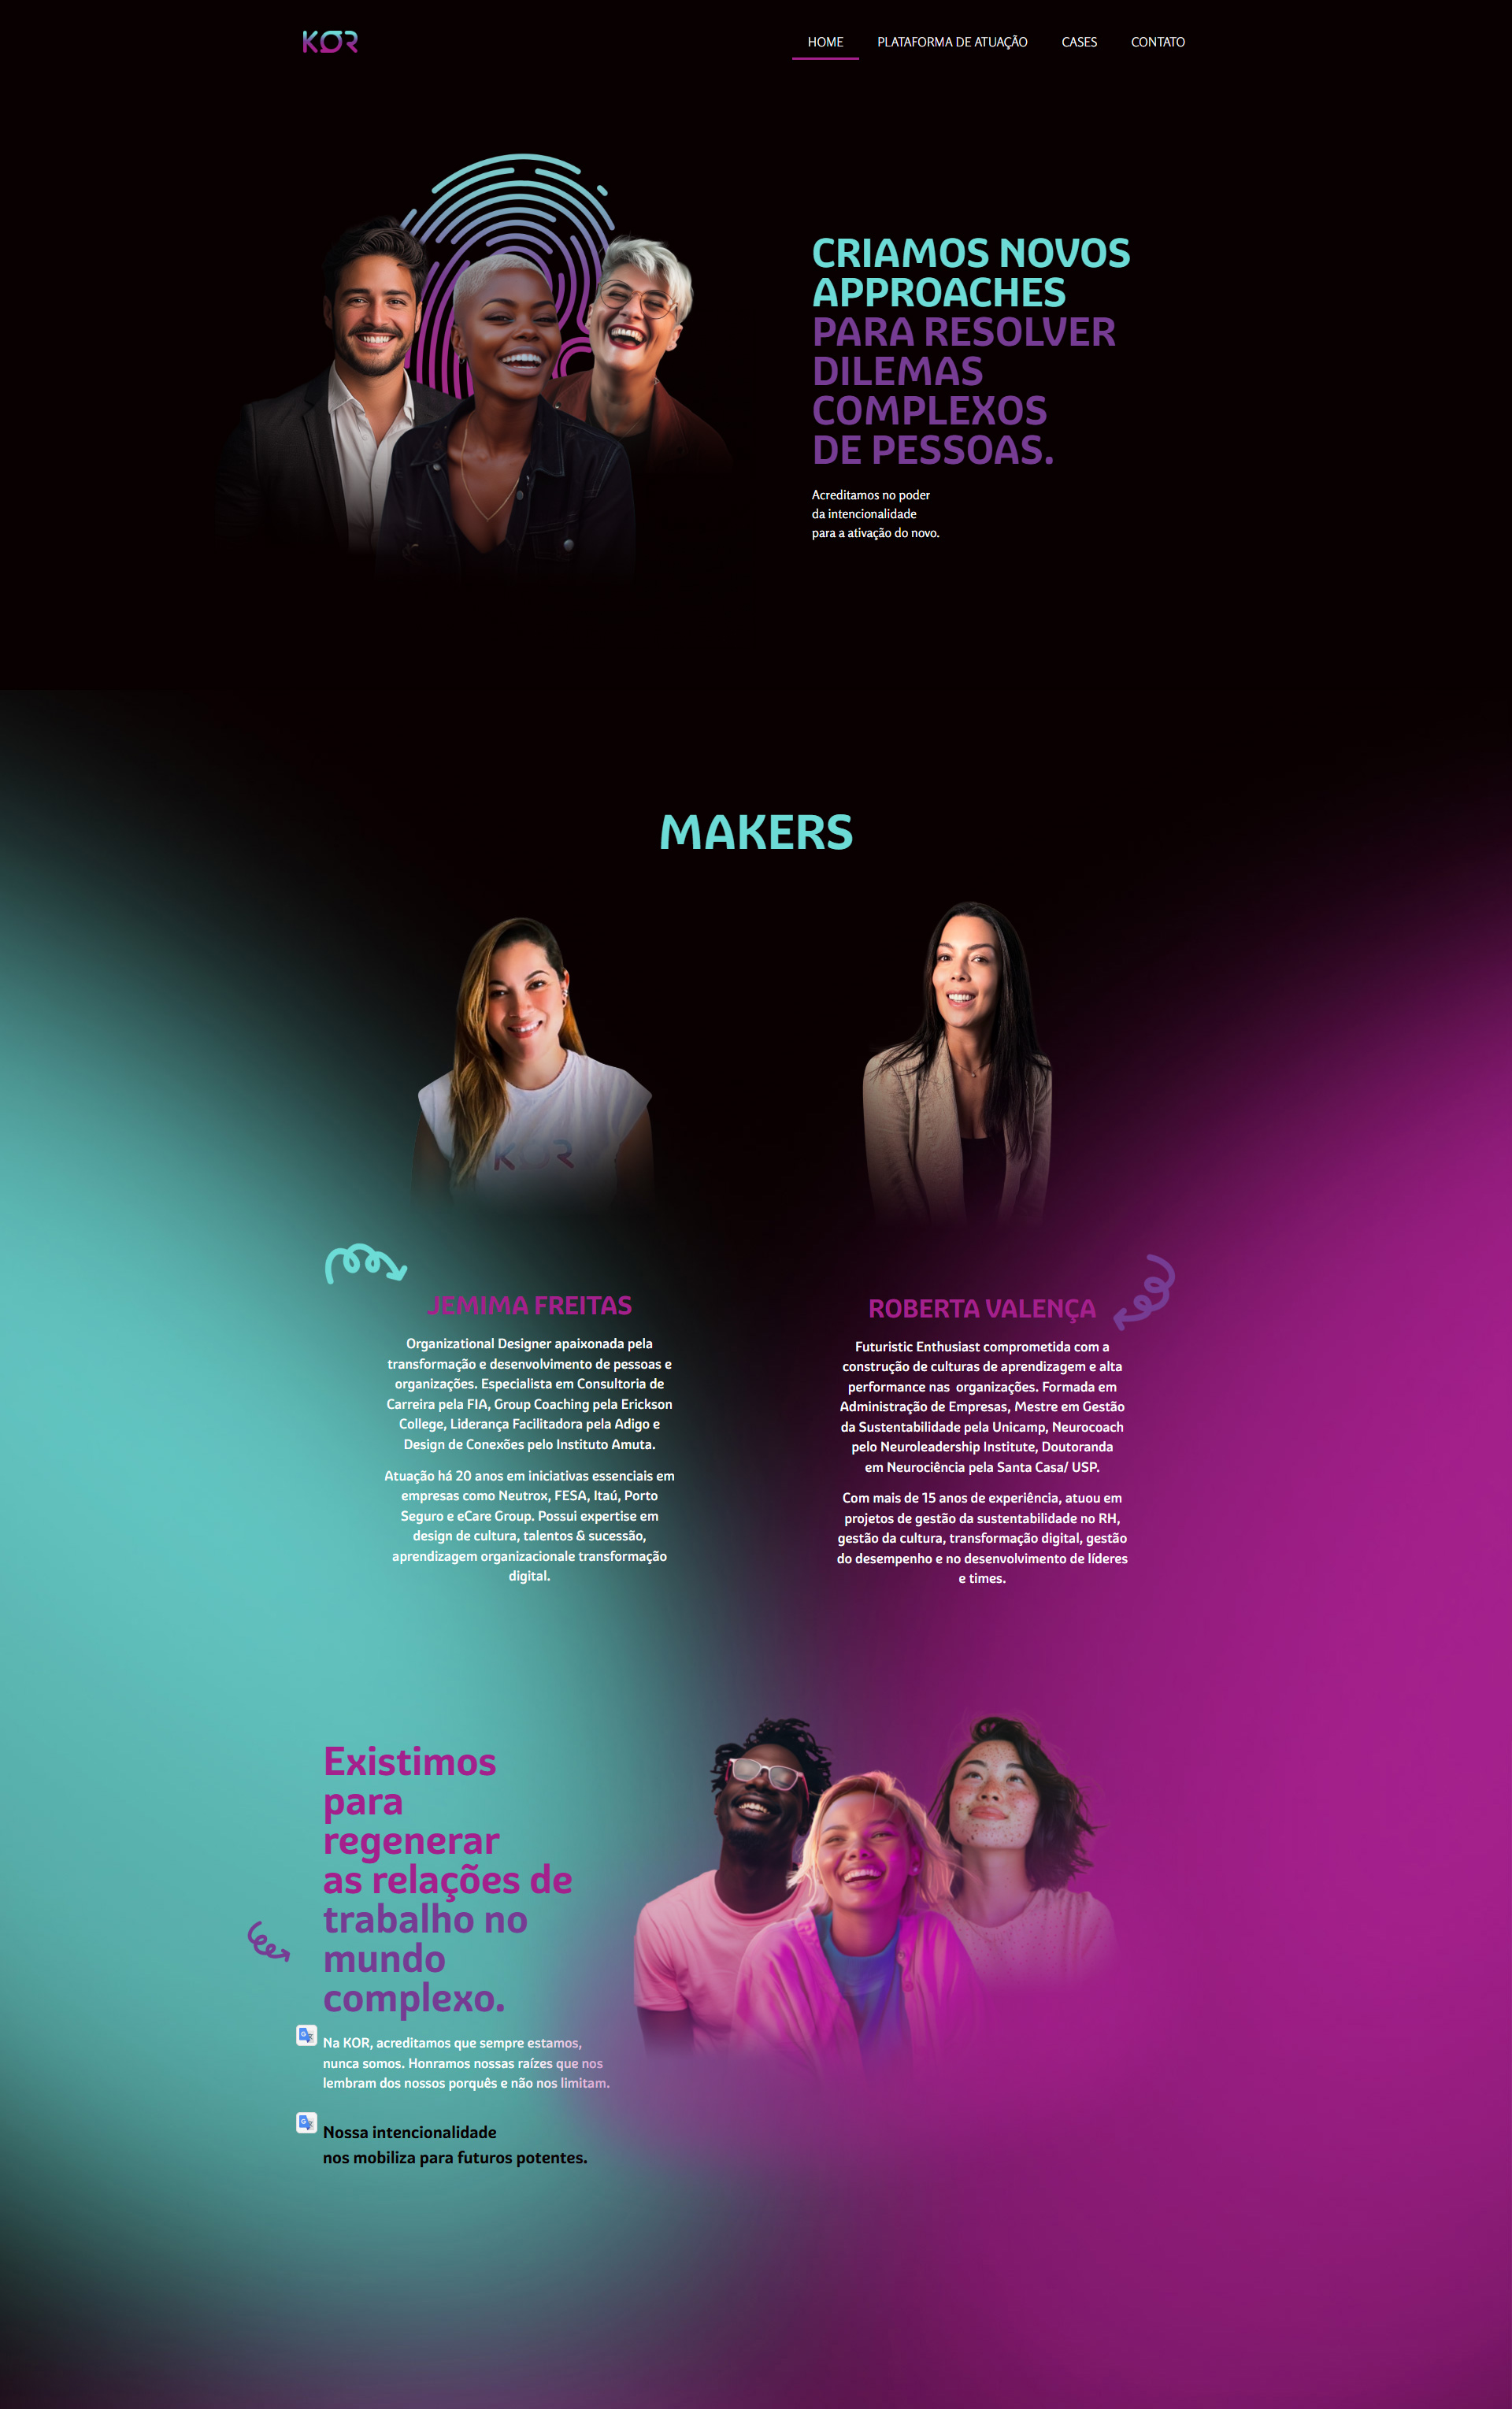 KOR
HOME PLATAFORMA DE ATUAÇÃO CASES CONTATO
CRIAMOS NOVOS
APPROACHES
PARA RESOLVER
DILEMAS
COMPLEXOS
DE PESSOAS.
Acreditamos no poder
da intencionalidade
para a ativação do novo.
MAKERS
KOR
JEMIMA FREITAS
Organizational Designer apaixonada pela
transformação e desenvolvimento de pessoas e
organizações. Especialista em Consultoria de
Carreira pela FIA, Group Coaching pela Erickson
College, Liderança Facilitadora pela Adigo e
Design de Conexões pelo Instituto Amuta.
Atuação há 20 anos em iniciativas essenciais em
empresas como Neutrox, FESA, Itaú, Porto
Seguro e eCare Group. Possui expertise em
design de cultura, talentos & sucessão,
aprendizagem organizacionale transformação
digital.
ROBERTA VALENÇA
Futuristic Enthusiast comprometida com a
construção de culturas de aprendizagem e alta
performance nas organizações. Formada em
Administração de Empresas, Mestre em Gestão
da Sustentabilidade pela Unicamp, Neurocoach
pelo Neuroleadership Institute, Doutoranda
em Neurociência pela Santa Casa/ USP.
Com mais de 15 anos de experiência, atuou em
projetos de gestão da sustentabilidade no RH,
gestão da cultura, transformação digital, gestão
do desempenho e no desenvolvimento de líderes
e times.
Existimos
para
regenerar
as relações de
trabalho no
mundo
complexo.
Na KOR, acreditamos que sempre estamos,
nunca somos. Honramos nossas raízes que nos
lembram dos nossos porquês e não nos limitam.
Nossa intencionalidade
nos mobiliza para futuros potentes.